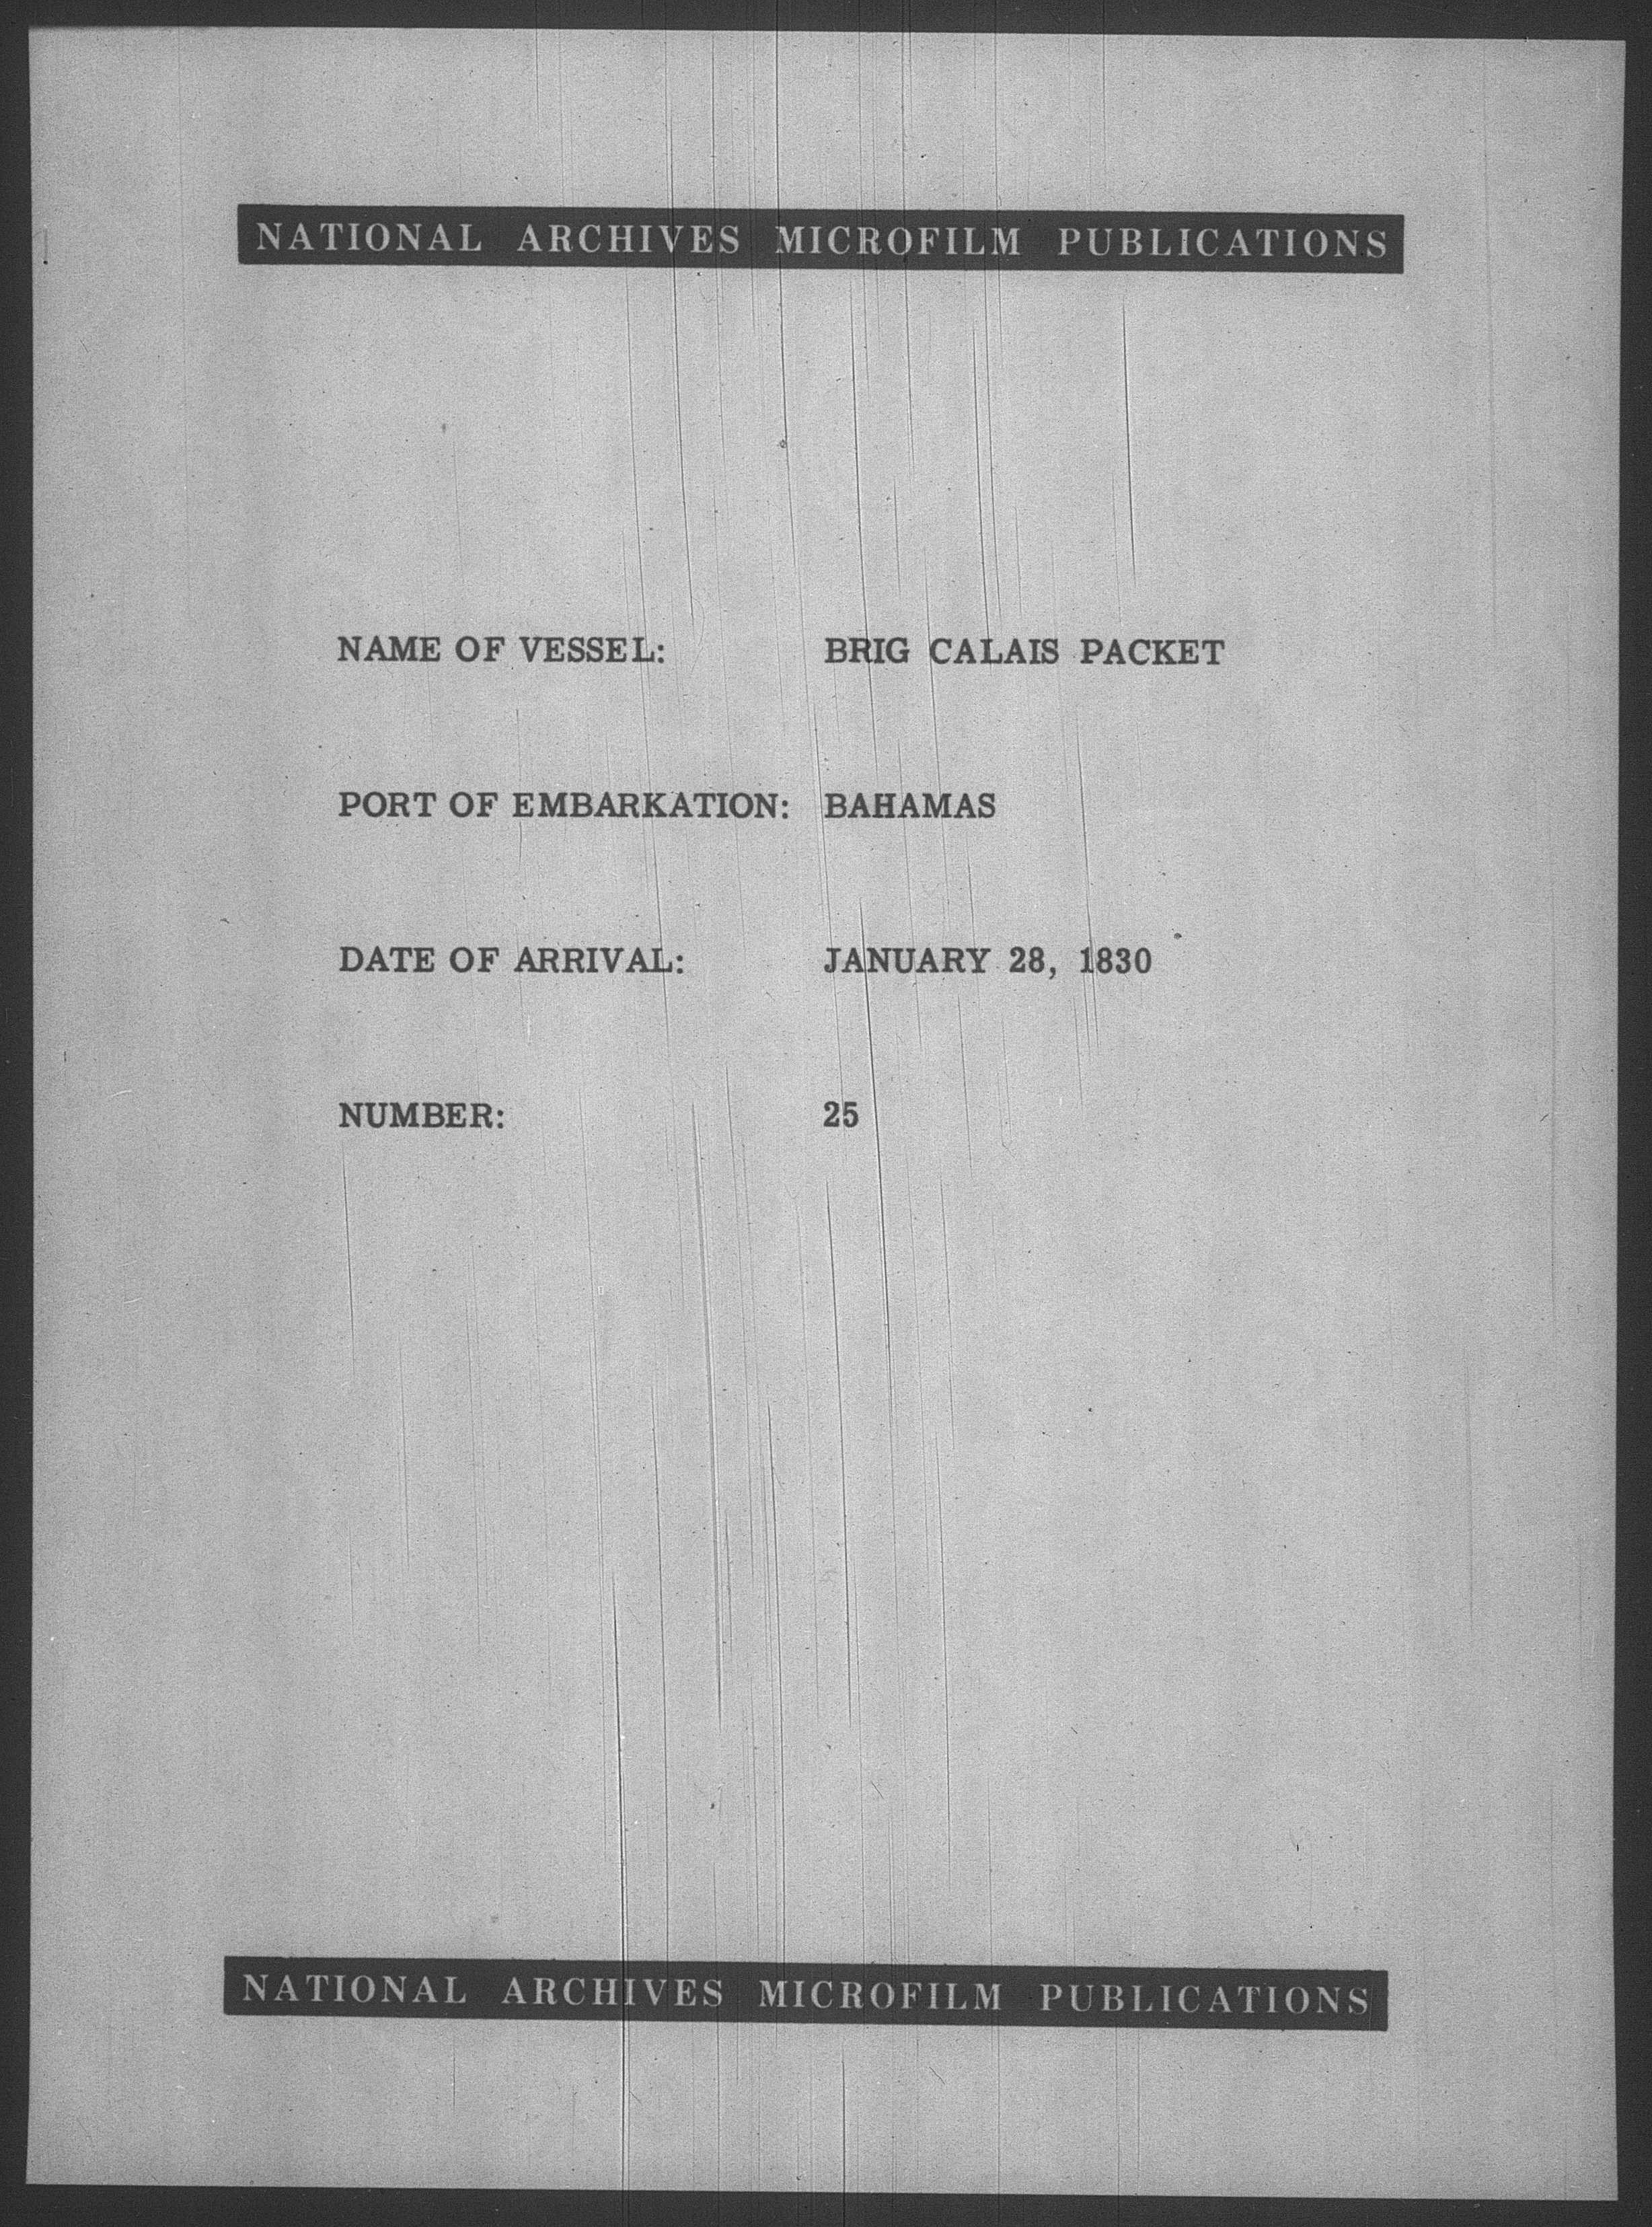 NATIONAL ARCHIVES MICROFILM PUBLICATIONS
NAME OF VESSEL: BRIG CALAIS PACKET
PORT OF EMBARKATION: BAHAMAS
DATE OF ARRIVAL: JANUARY 28, 1830
NUMBER: 25
NATIONAL ARCHIVES MICROFILM PUBLICATIONS